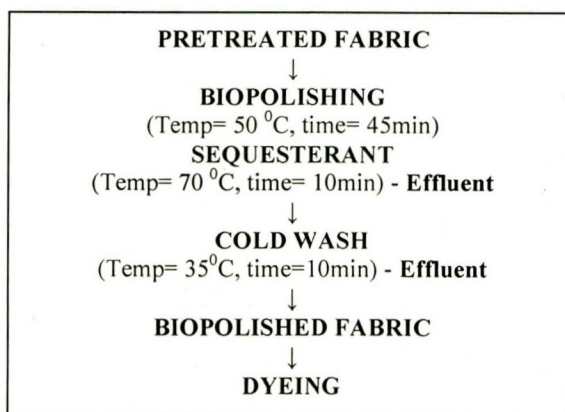 PRETREATED FABRIC
↓
BIOPOLISHING
(Temp= 50 ⁰C, time= 45min)
SEQUESTERANT
(Temp= 70 ⁰C, time= 10min) - Effluent
↓
COLD WASH
(Temp= 35⁰C, time=10min) - Effluent
↓
BIOPOLISHED FABRIC
↓
DYEING